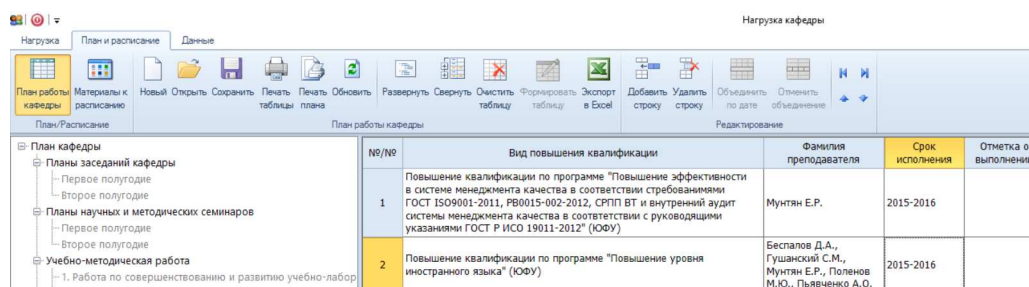 Нагрузка кафедры
Нагрузка План и расписание Данные
План работы кафедры
Материалы к расписанию
Новый Открыть Сохранить
Печать таблицы
Печать плана
Обновить
Развернуть Свернуть
Очистить таблицу
Формировать таблицу
Экспорт в Excel
Добавить строку
Удалить строку
Объединить по дате
Отменить объединение
План/Расписание План работы кафедры Редактирование
План кафедры
Планы заседаний кафедры
Первое полугодие
Второе полугодие
Планы научных и методических семинаров
Первое полугодие
Второе полугодие
Учебно-методическая работа
1. Работа по совершенствованию и развитию учебно-лабор
№/№
Вид повышения квалификации
Фамилия
преподавателя
Срок
исполнения
Отметка о
выполнени
1
Повышение квалификации по программе "Повышение эффективности
в системе менеджмента качества в соответствии стребованиями
ГОСТ ISO9001-2011, РВ0015-002-2012, СРПП ВТ и внутренний аудит
системы менеджмента качества в соотвтетствии с руководящими
указаниями ГОСТ Р ИСО 19011-2012" (ЮФУ)
Мунтян Е.Р.
2015-2016
2
Повышение квалификации по программе "Повышение уровня
иностранного языка" (ЮФУ)
Беспалов Д.А.,
Гушанский С.М.,
Мунтян Е.Р., Поленов
М.Ю., Пьявченко А.О.
2015-2016